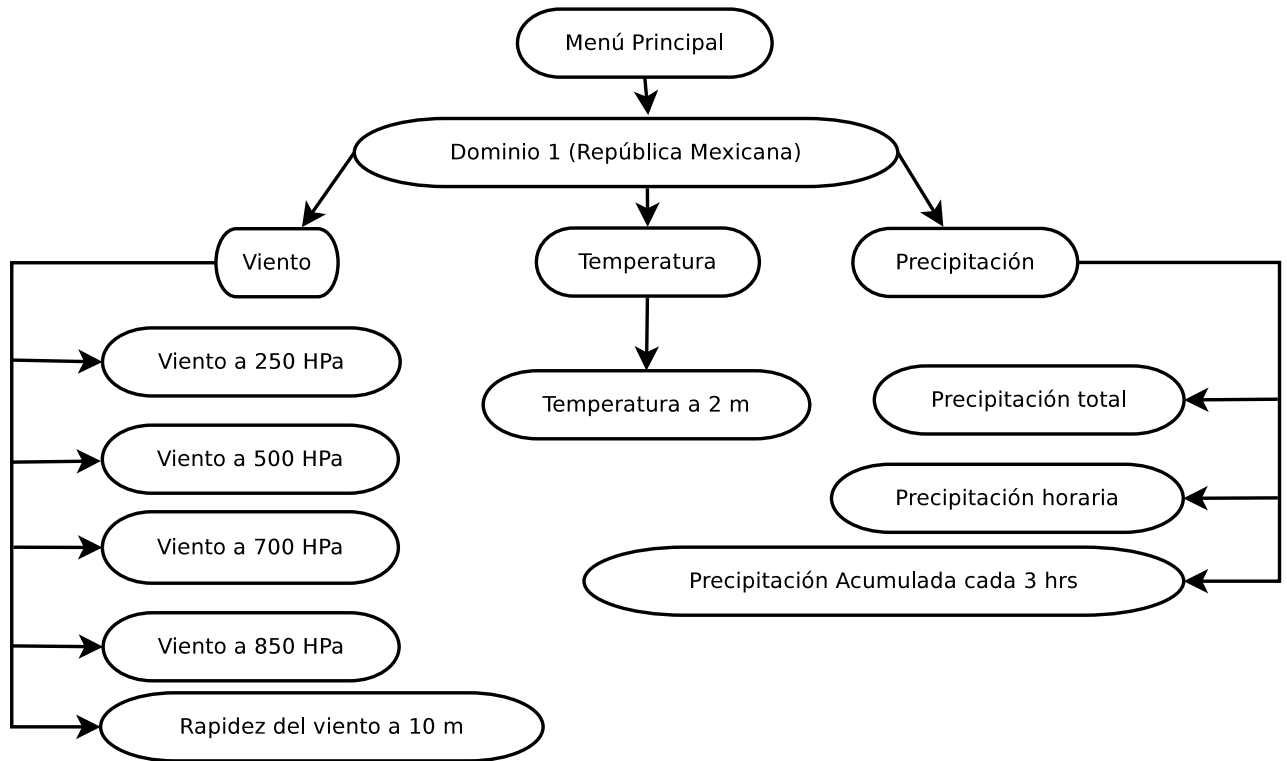 Menú Principal
Dominio 1 (República Mexicana)
Viento
Temperatura
Precipitación
Viento a 250 HPa
Viento a 500 HPa
Viento a 700 HPa
Viento a 850 HPa
Rapidez del viento a 10 m
Temperatura a 2 m
Precipitación total
Precipitación horaria
Precipitación Acumulada cada 3 hrs